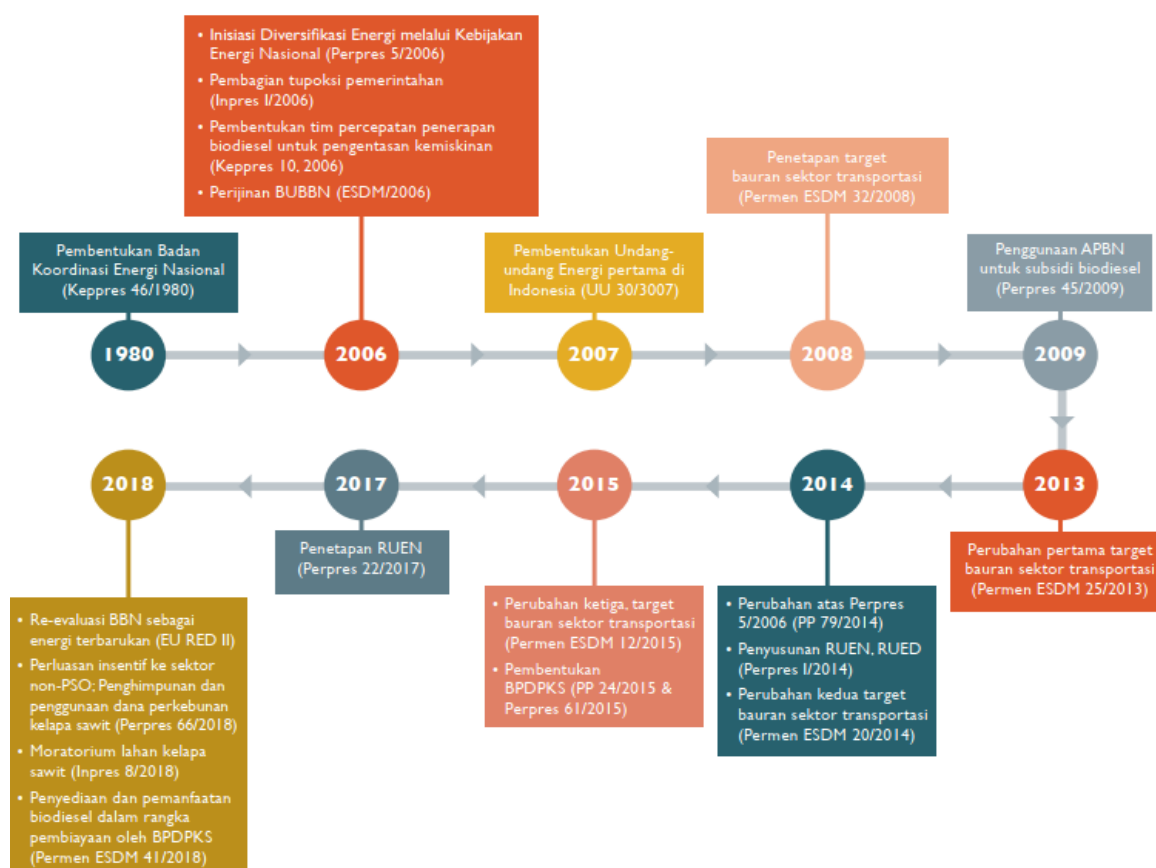 • Inisiasi Diversifikasi Energi melalui Kebijakan
Energi Nasional (Perpres 5/2006)
• Pembagian tupoksi pemerintahan
(Inpres I/2006)
• Pembentukan tim percepatan penerapan
biodiesel untuk pengentasan kemiskinan
(Keppres 10, 2006)
• Perijinan BUBBN (ESDM/2006)
Penetapan target
bauran sektor transportasi
(Permen ESDM 32/2008)
Pembentukan Badan
Koordinasi Energi Nasional
(Keppres 46/1980)
Pembentukan Undang-
undang Energi pertama di
Indonesia (UU 30/3007)
Penggunaan APBN
untuk subsidi biodiesel
(Perpres 45/2009)
1980
2006
2007
2008
2009
2018
2017
2015
2014
2013
Penetapan RUEN
(Perpres 22/2017)
Perubahan pertama target
bauran sektor transportasi
(Permen ESDM 25/2013)
• Re-evaluasi BBN sebagai
energi terbarukan (EU RED II)
• Perluasan insentif ke sektor
non-PSO; Penghimpunan dan
penggunaan dana perkebunan
kelapa sawit (Perpres 66/2018)
• Moratorium lahan kelapa
sawit (Inpres 8/2018)
• Penyediaan dan pemanfaatan
biodiesel dalam rangka
pembiayaan oleh BPDPKS
(Permen ESDM 41/2018)
• Perubahan ketiga, target
bauran sektor transportasi
(Permen ESDM 12/2015)
• Pembentukan
BPDPKS (PP 24/2015 &
Perpres 61/2015)
• Perubahan atas Perpres
5/2006 (PP 79/2014)
• Penyusunan RUEN, RUED
(Perpres I/2014)
• Perubahan kedua target
bauran sektor transportasi
(Permen ESDM 20/2014)